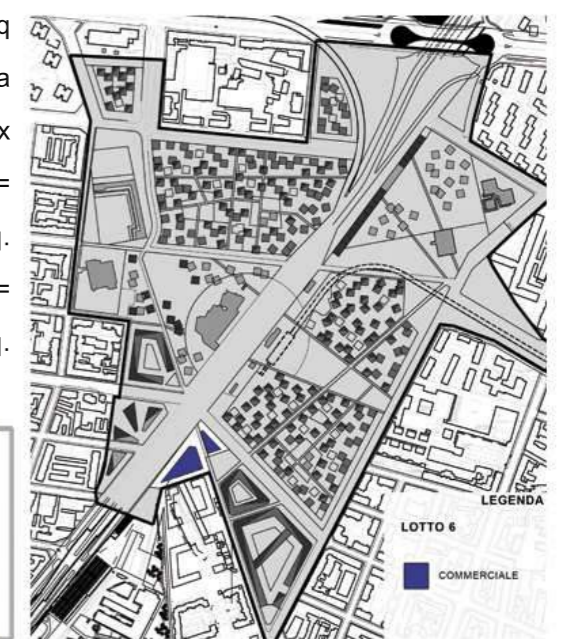 q
a
x
=
.
=
.
LEGENDA
LOTTO 6
COMMERCIALE